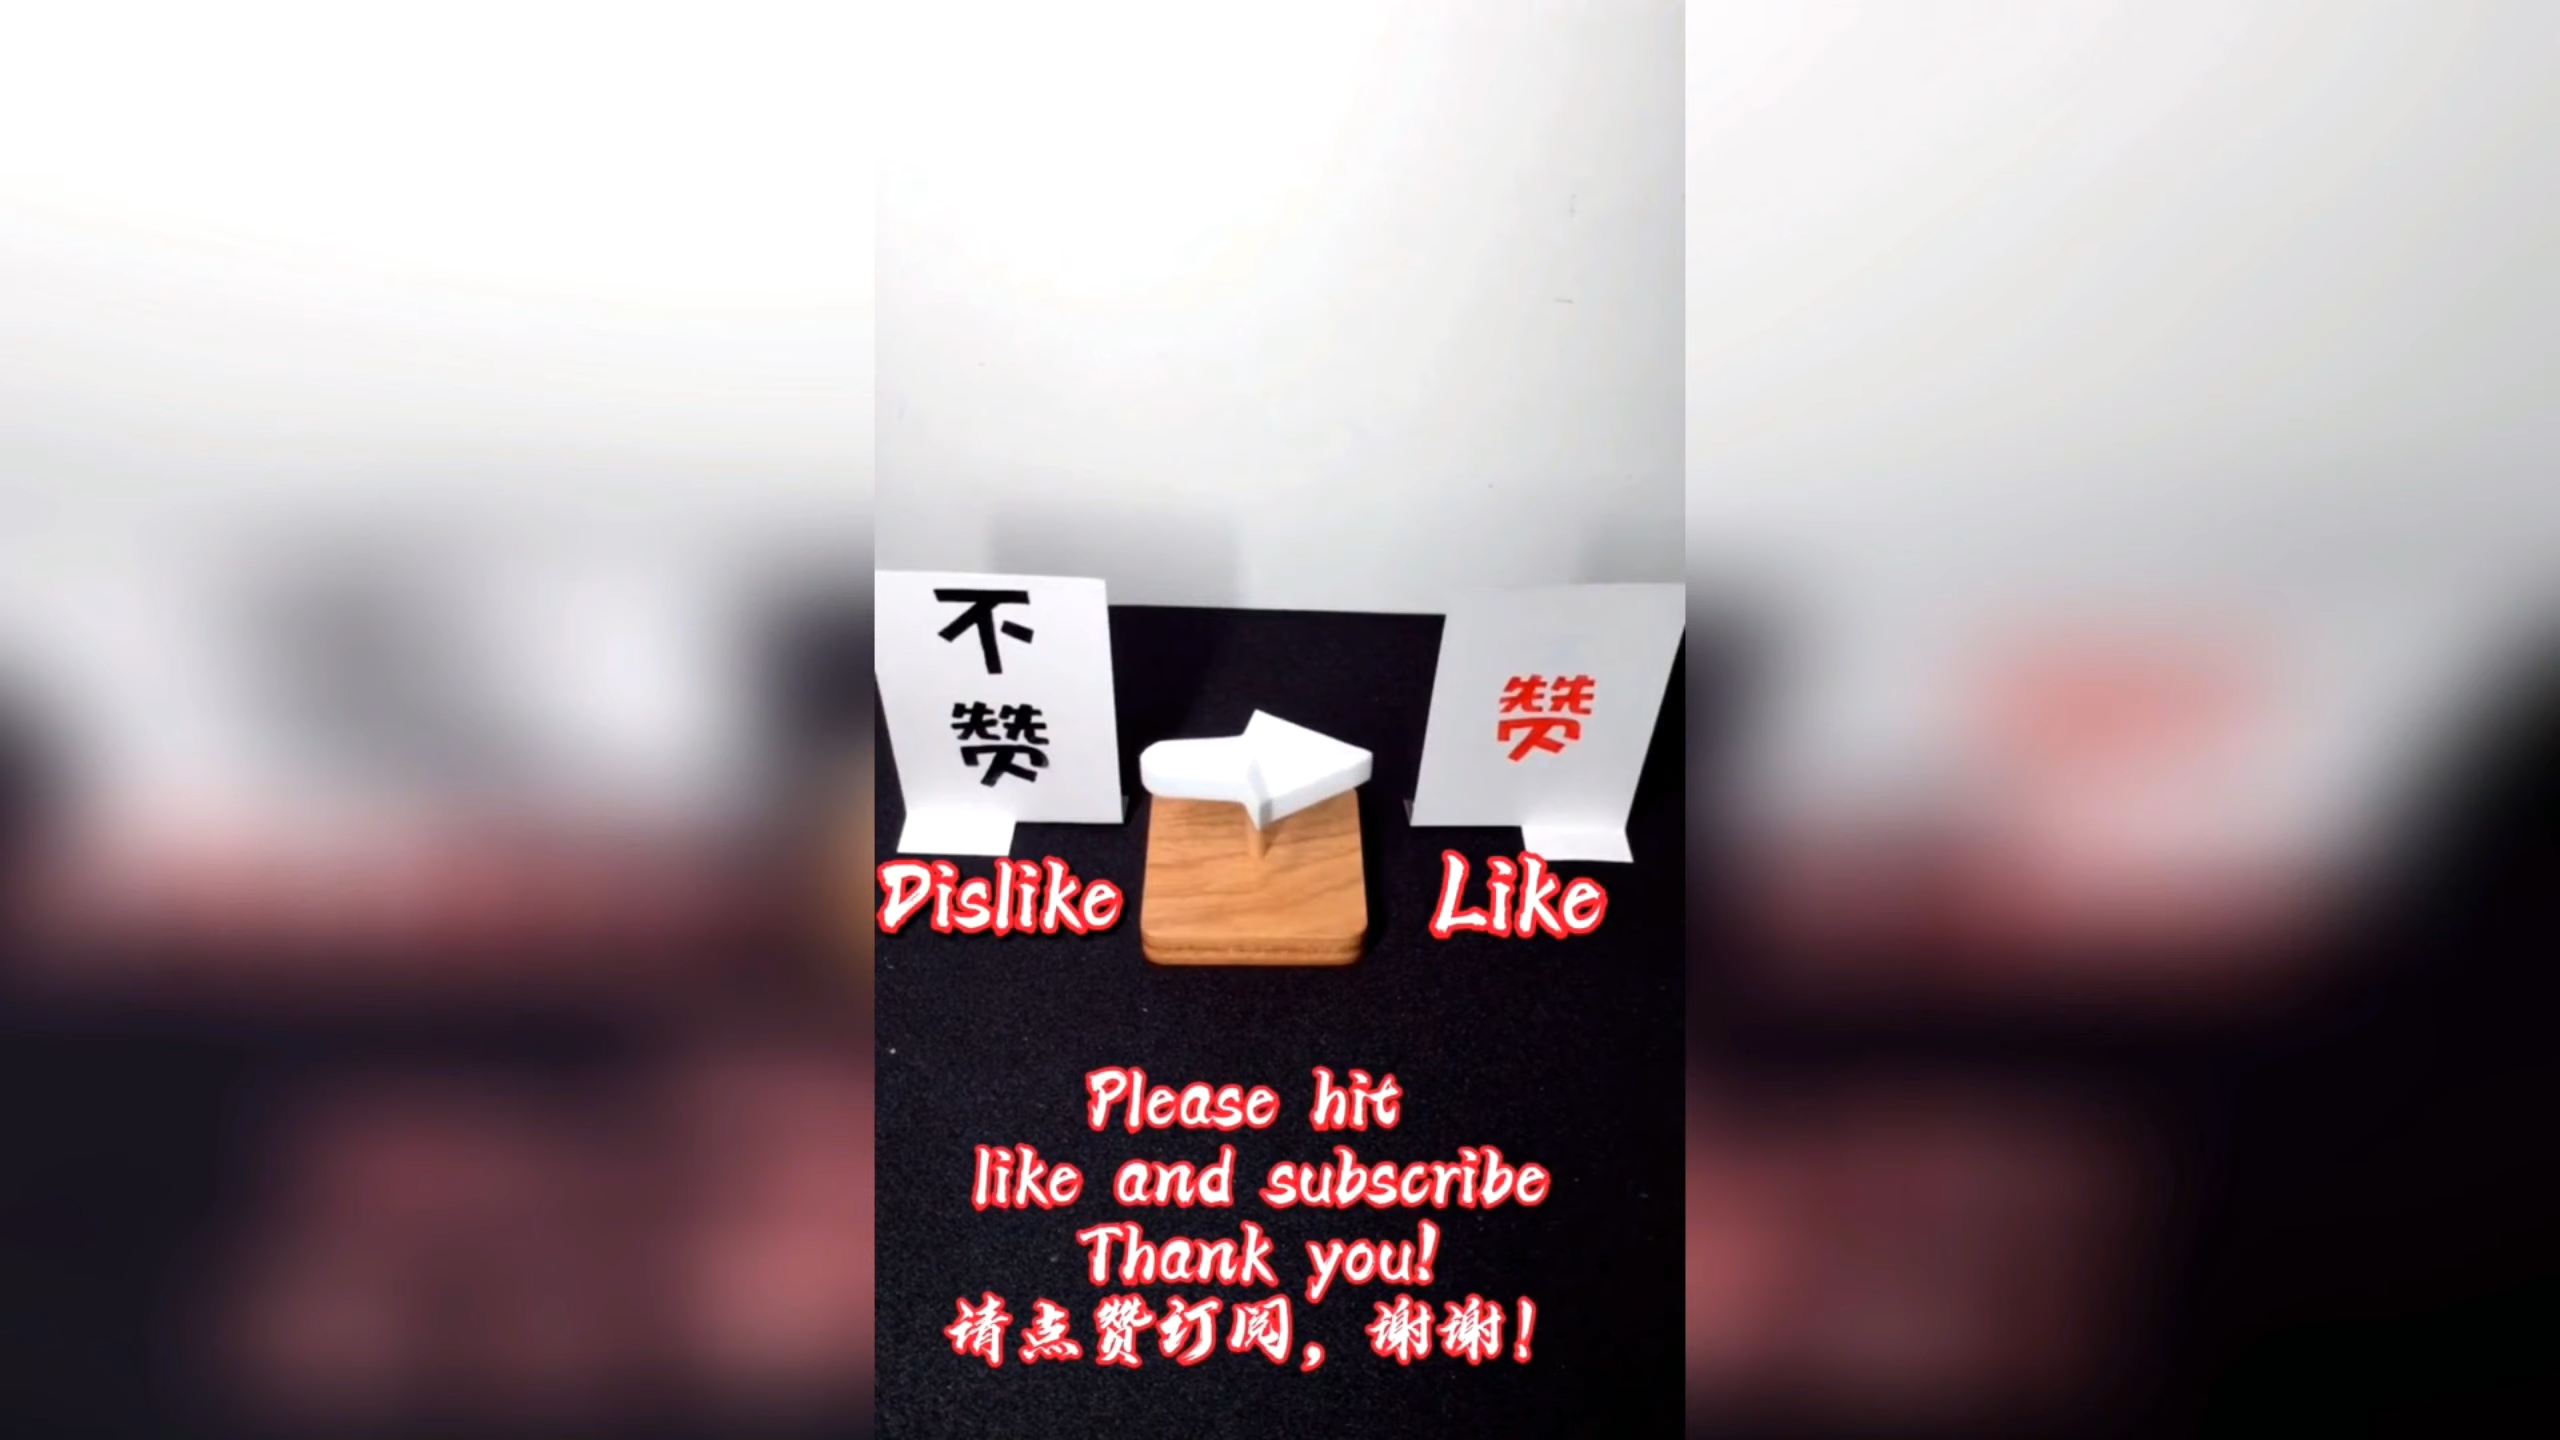 不
赞
赞
Dislike
Like
Please hit
like and subscribe
Thank you!
请点赞订阅，谢谢！